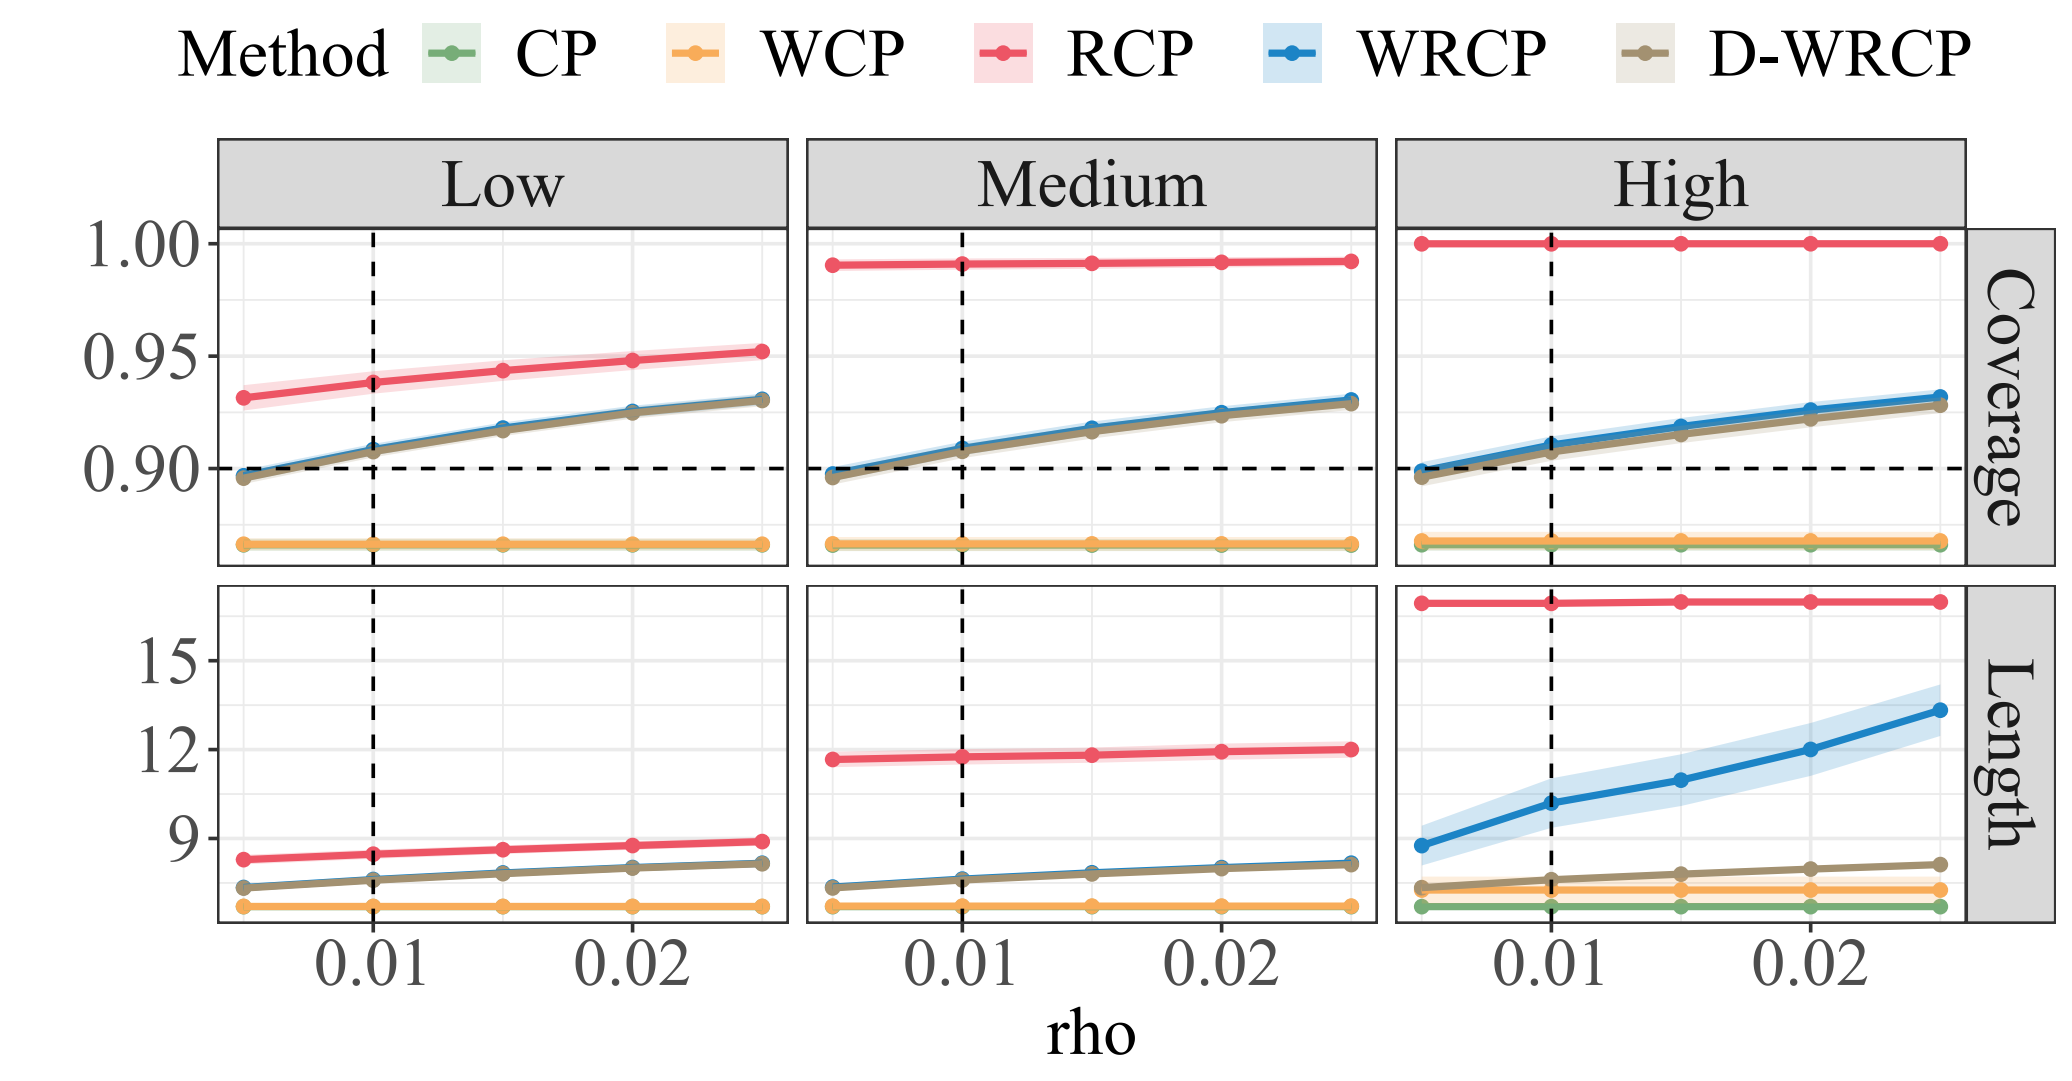 Method CP WCP RCP WRCP D-WRCP
Low Medium High
1.00
0.95
0.90
Coverage
15
12
9
Length
0.01 0.02 0.01 0.02 0.01 0.02
rho